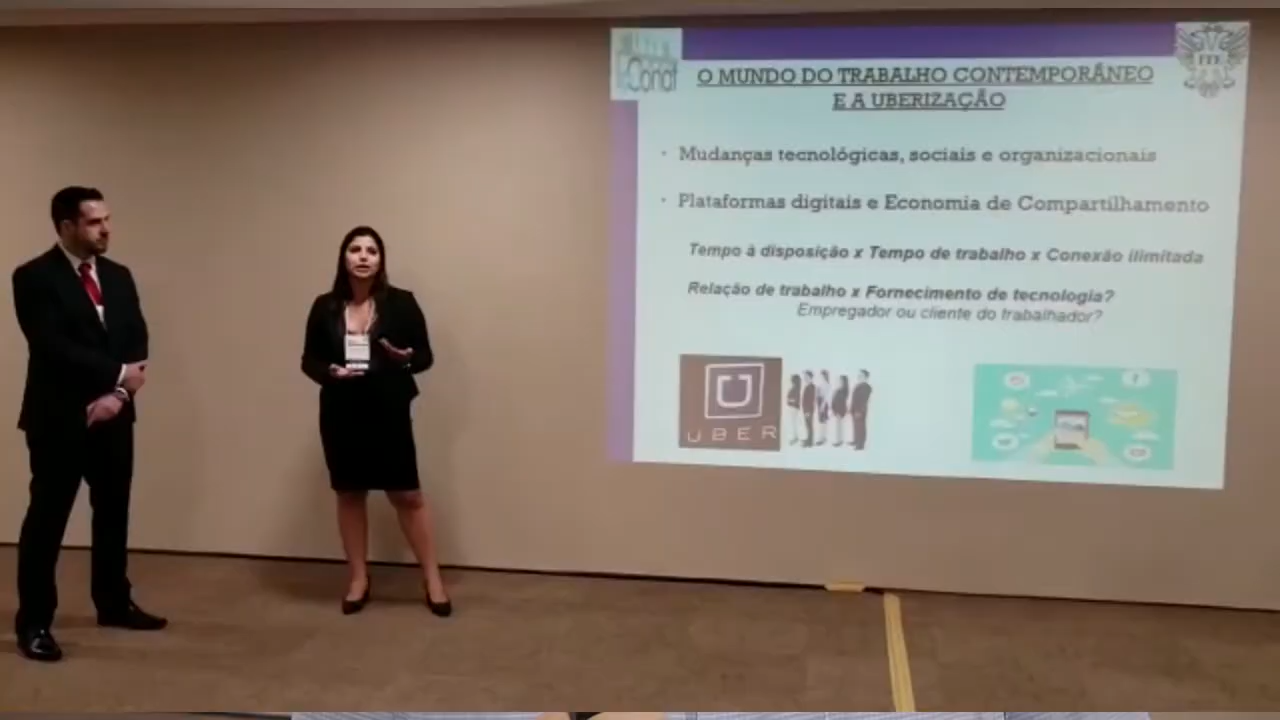 Conat
O MUNDO DO TRABALHO CONTEMPORÂNEO
E A UBERIZAÇÃO
• Mudanças tecnológicas, sociais e organizacionais
• Plataformas digitais e Economia de Compartilhamento
Tempo à disposição x Tempo de trabalho x Conexão ilimitada
Relação de trabalho x Fornecimento de tecnologia?
Empregador ou cliente do trabalhador?
UBER